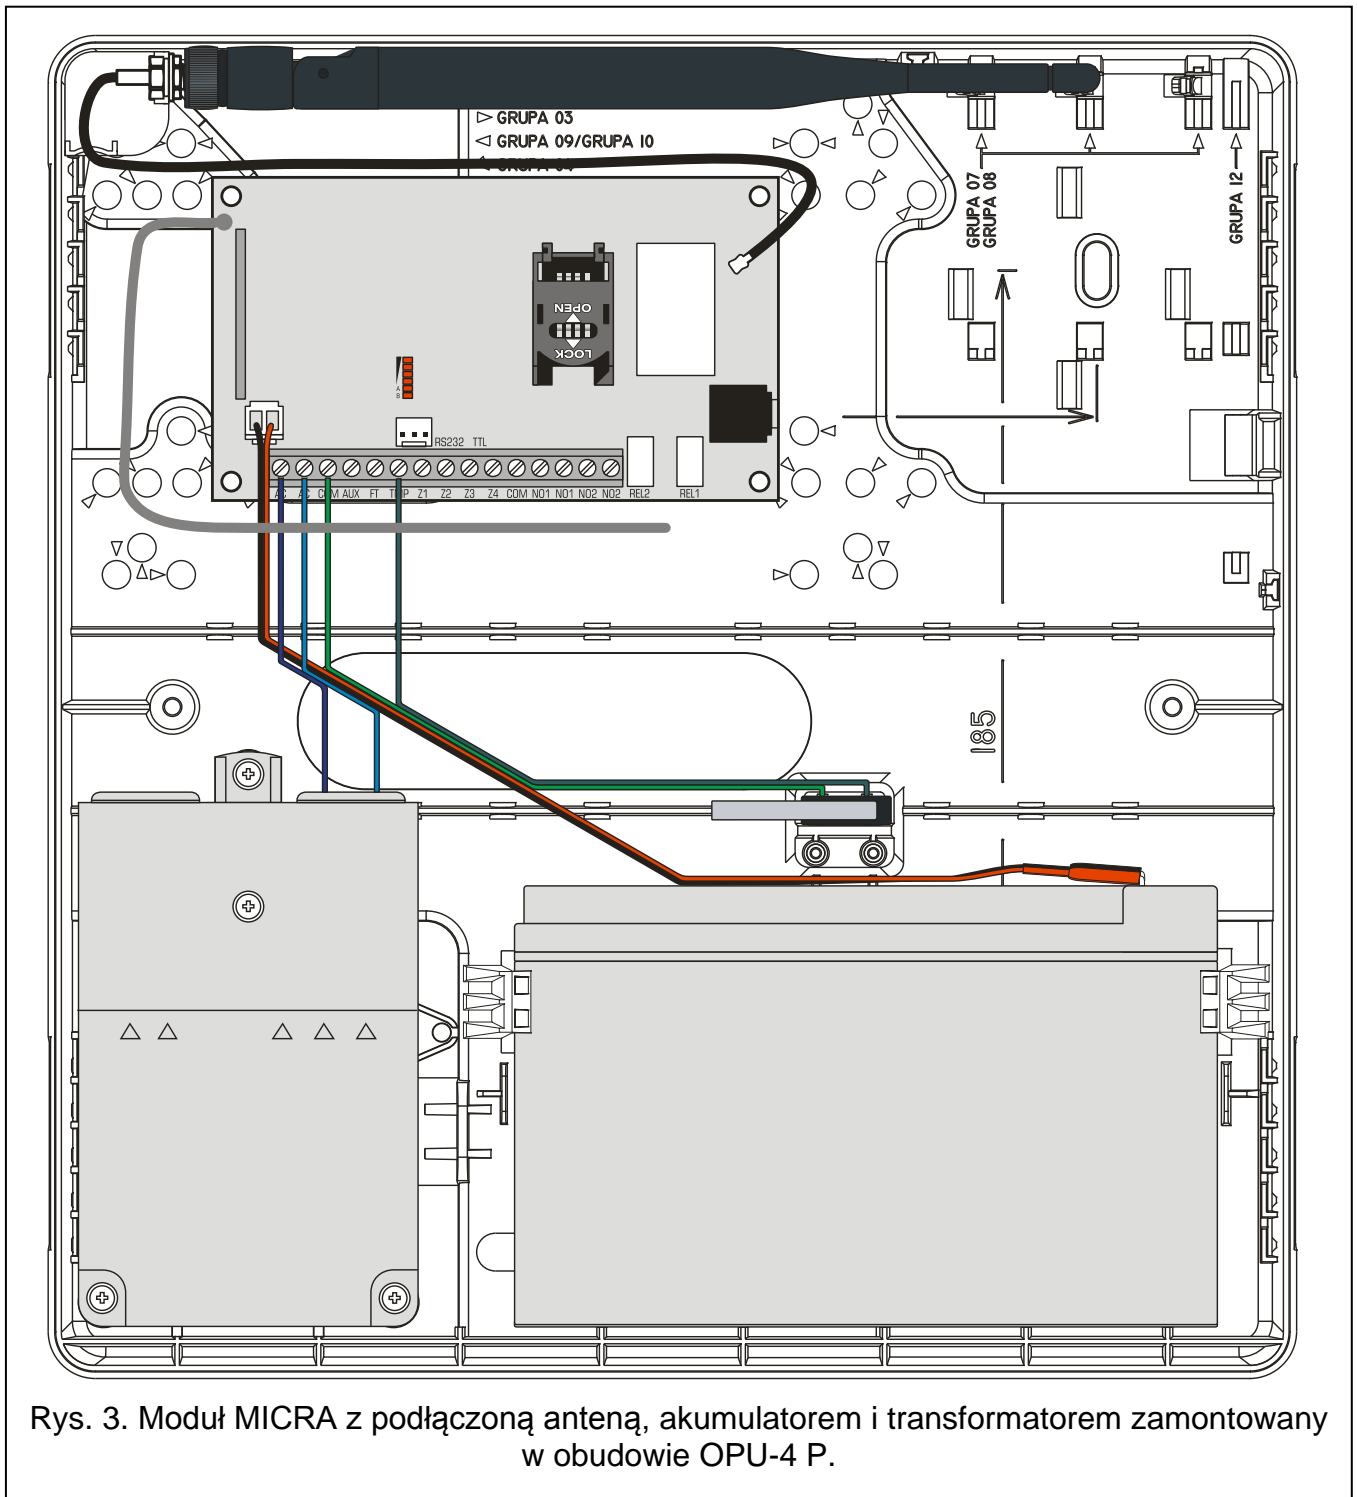 GRUPA 03
GRUPA 09/GRUPA 10
GRUPA 04
GRUPA 07
GRUPA 08
GRUPA 12
OPEN
LOCK
A
B
RS232 TTL
AC AC COM AUX FT TMP Z1 Z2 Z3 Z4 COM NO1 NO1 NO2 NO2 REL2 REL1
185
Rys. 3. Moduł MICRA z podłączoną anteną, akumulatorem i transformatorem zamontowany
w obudowie OPU-4 P.